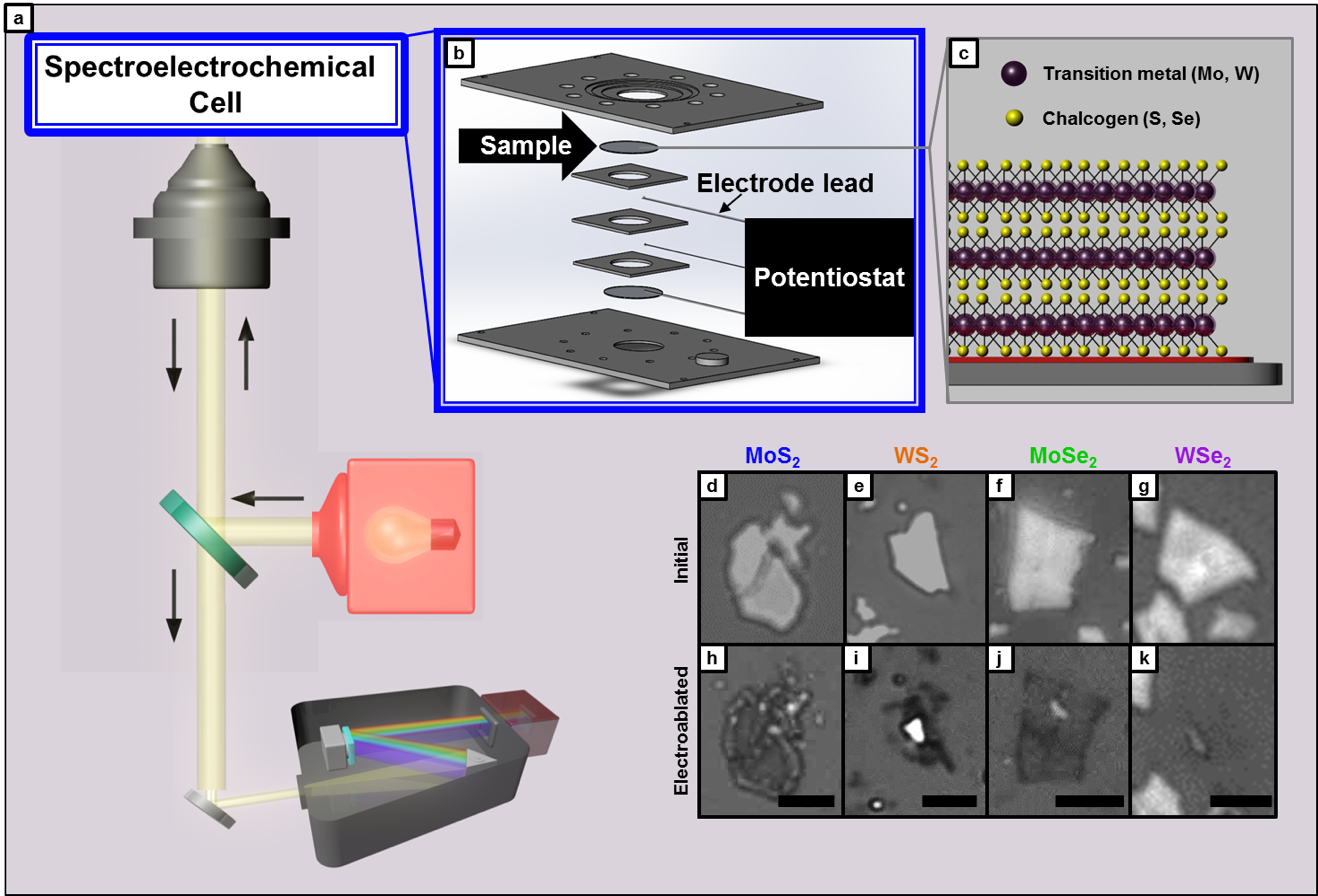 a
Spectroelectrochemical
Cell
b
Sample
Electrode lead
Potentiostat
c
Transition metal (Mo, W)
Chalcogen (S, Se)
MoS₂
WS₂
MoSe₂
WSe₂
Initial
d
e
f
g
Electroablated
h
i
j
k